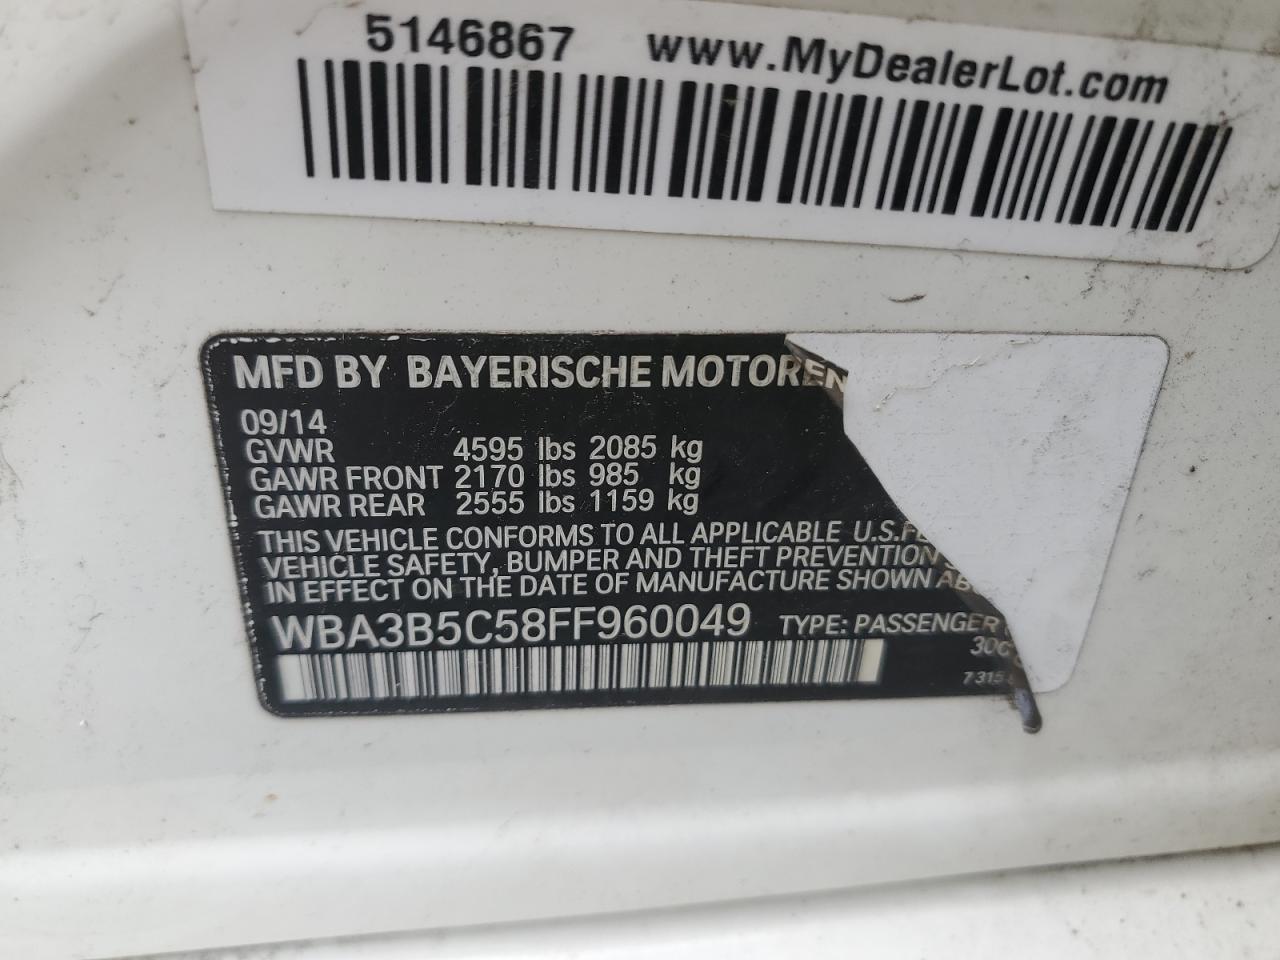 5146867 www.MyDealerLot.com
MFD BY BAYERISCHE MOTOREN
09/14
GVWR 4595 lbs 2085 kg
GAWR FRONT 2170 lbs 985 kg
GAWR REAR 2555 lbs 1159 kg
THIS VEHICLE CONFORMS TO ALL APPLICABLE U.S.
VEHICLE SAFETY, BUMPER AND THEFT PREVENTION
IN EFFECT ON THE DATE OF MANUFACTURE SHOWN
WBA3B5C58FF960049 TYPE: PASSENGER